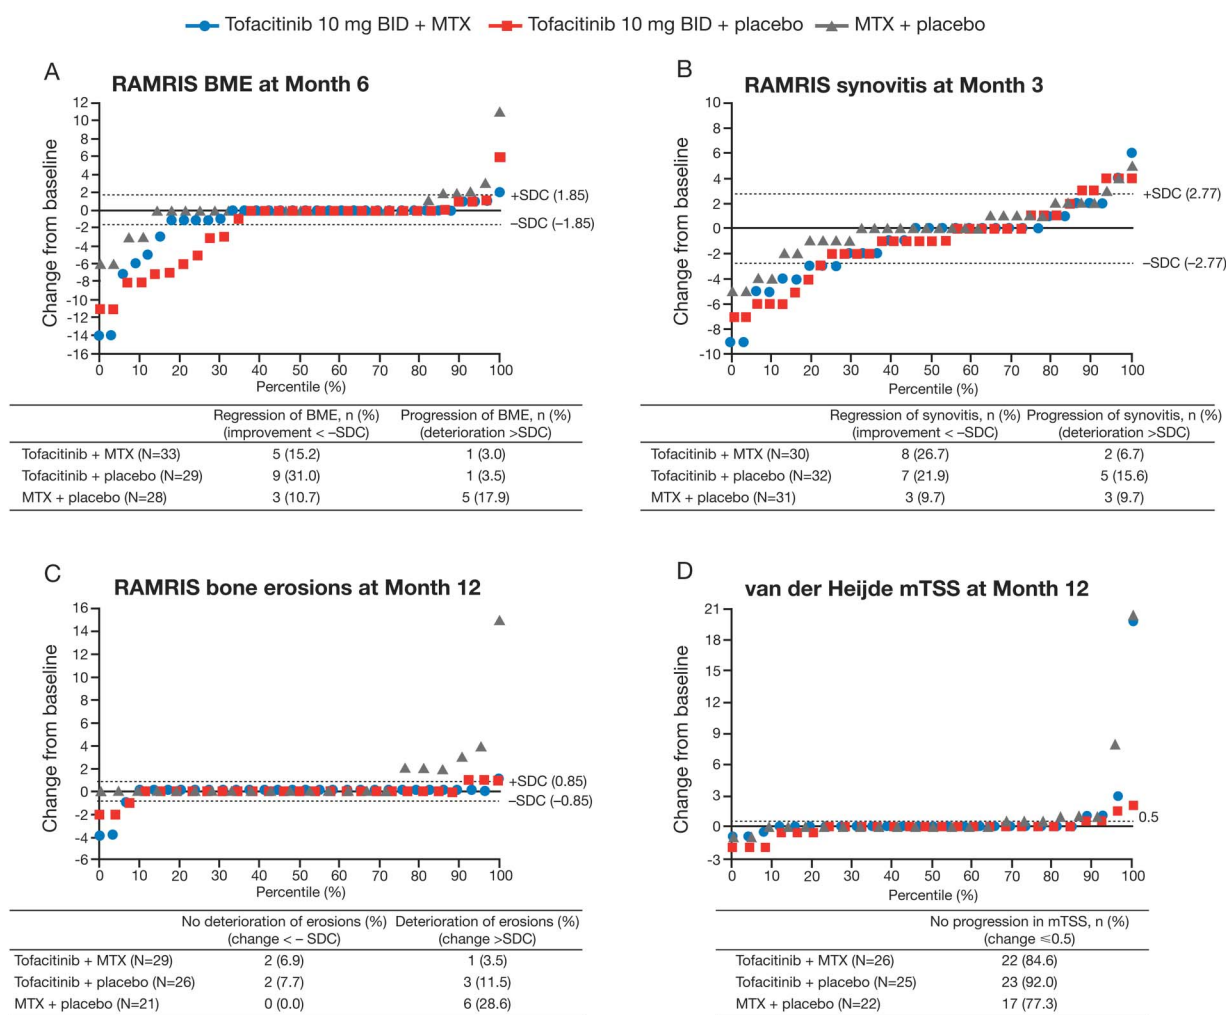 Tofacitinib 10 mg BID + MTX Tofacitinib 10 mg BID + placebo MTX + placebo
A
RAMRIS BME at Month 6
Change from baseline
12
10
8
6
4
2
0
-2
-4
-6
-8
-10
-12
-14
-16
+SDC (1.85)
–SDC (–1.85)
0 10 20 30 40 50 60 70 80 90 100
Percentile (%)
Regression of BME, n (%) Progression of BME, n (%)
(improvement < –SDC) (deterioration >SDC)
Tofacitinib + MTX (N=33) 5 (15.2) 1 (3.0)
Tofacitinib + placebo (N=29) 9 (31.0) 1 (3.5)
MTX + placebo (N=28) 3 (10.7) 5 (17.9)
B
RAMRIS synovitis at Month 3
Change from baseline
10
8
6
4
2
0
-2
-4
-6
-8
-10
+SDC (2.77)
–SDC (–2.77)
0 10 20 30 40 50 60 70 80 90 100
Percentile (%)
Regression of synovitis, n (%) Progression of synovitis, n (%)
(improvement < –SDC) (deterioration >SDC)
Tofacitinib + MTX (N=30) 8 (26.7) 2 (6.7)
Tofacitinib + placebo (N=32) 7 (21.9) 5 (15.6)
MTX + placebo (N=31) 3 (9.7) 3 (9.7)
C
RAMRIS bone erosions at Month 12
Change from baseline
16
14
12
10
8
6
4
2
0
-2
-4
-6
+SDC (0.85)
–SDC (–0.85)
0 10 20 30 40 50 60 70 80 90 100
Percentile (%)
No deterioration of erosions (%) Deterioration of erosions (%)
(change < – SDC) (change >SDC)
Tofacitinib + MTX (N=29) 2 (6.9) 1 (3.5)
Tofacitinib + placebo (N=26) 2 (7.7) 3 (11.5)
MTX + placebo (N=21) 0 (0.0) 6 (28.6)
D
van der Heijde mTSS at Month 12
Change from baseline
21
18
15
12
9
6
3
0
-3
0.5
0 10 20 30 40 50 60 70 80 90 100
Percentile (%)
No progression in mTSS, n (%)
(change ⩽0.5)
Tofacitinib + MTX (N=26) 22 (84.6)
Tofacitinib + placebo (N=25) 23 (92.0)
MTX + placebo (N=22) 17 (77.3)